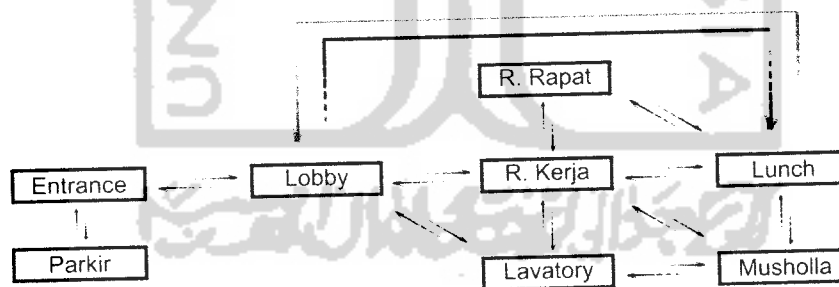 R. Rapat
Entrance
Lobby
R. Kerja
Lunch
Parkir
Lavatory
Musholla